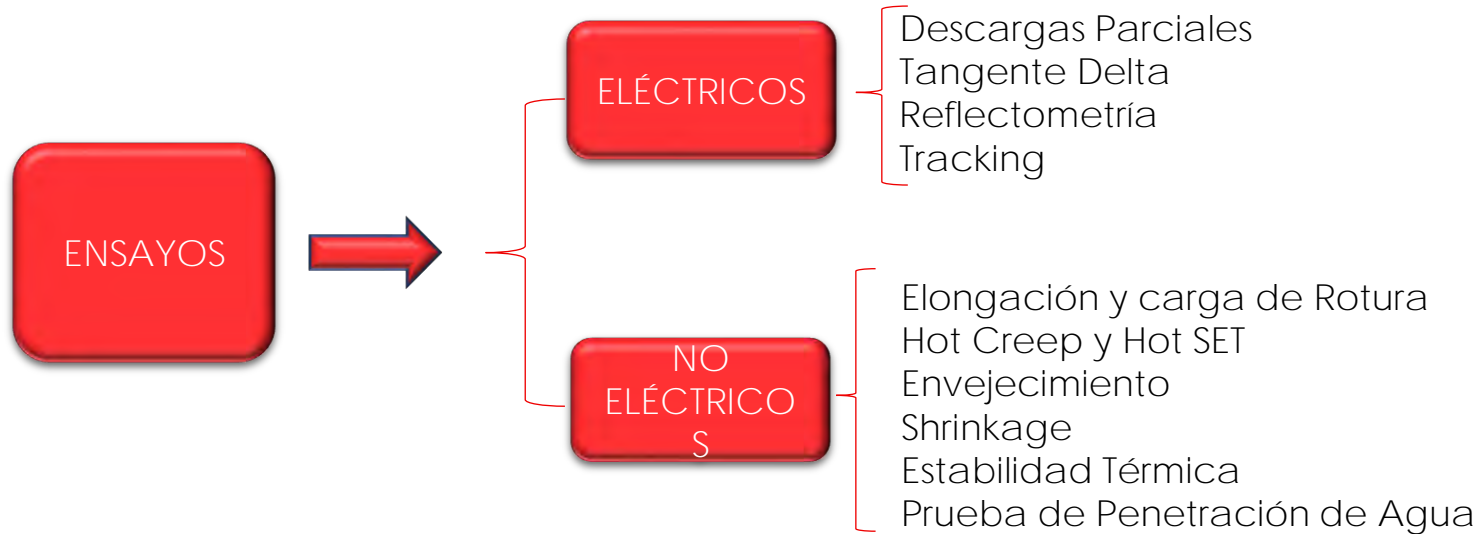 ENSAYOS
ELÉCTRICOS
Descargas Parciales
Tangente Delta
Reflectometría
Tracking
NO
ELÉCTRICO
S
Elongación y carga de Rotura
Hot Creep y Hot SET
Envejecimiento
Shrinkage
Estabilidad Térmica
Prueba de Penetración de Agua